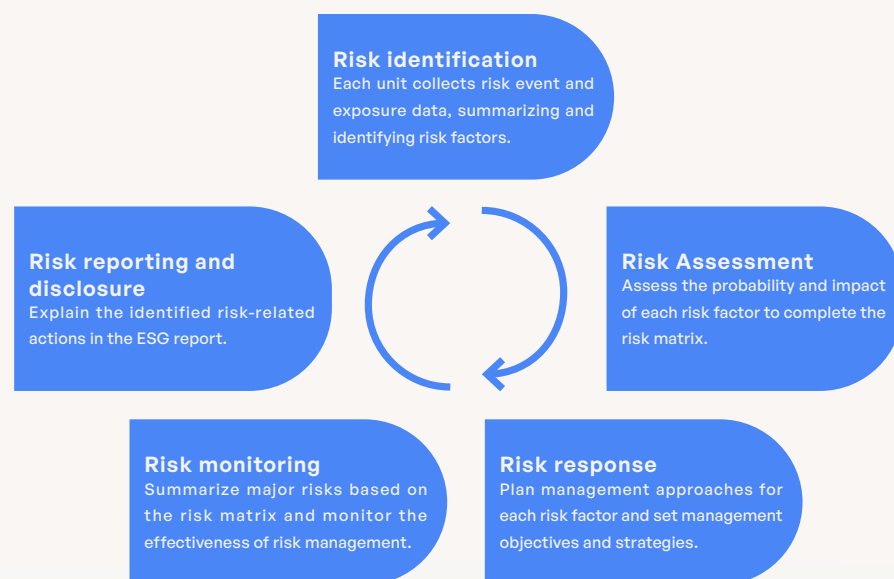 Risk identification
Each unit collects risk event and
exposure data, summarizing and
identifying risk factors.
Risk reporting and
disclosure
Explain the identified risk-related
actions in the ESG report.
Risk Assessment
Assess the probability and impact
of each risk factor to complete the
risk matrix.
Risk monitoring
Summarize major risks based on
the risk matrix and monitor the
effectiveness of risk management.
Risk response
Plan management approaches for
each risk factor and set management
objectives and strategies.